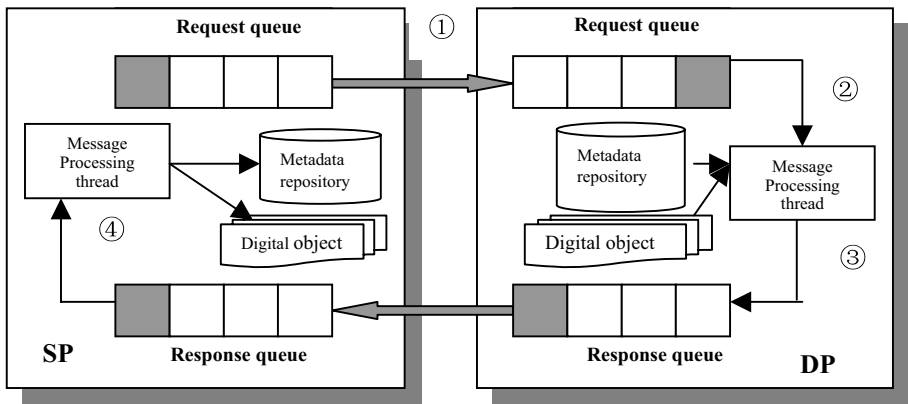 Request queue
①
Request queue
②
Message
Processing
thread
Metadata
repository
Metadata
repository
Message
Processing
thread
④
Digital object
Digital object
③
SP
Response queue
Response queue
DP